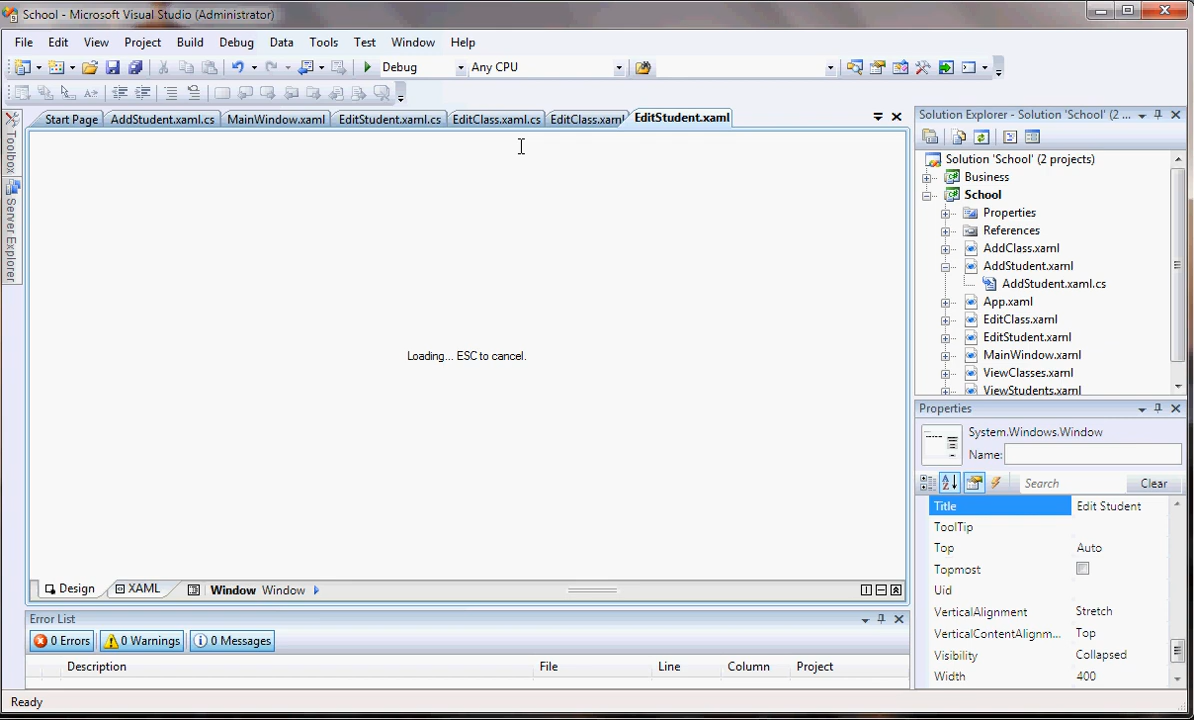 School - Microsoft Visual Studio (Administrator)
File Edit View Project Build Debug Data Tools Test Window Help
Debug Any CPU
Start Page AddStudent.xaml.cs MainWindow.xaml EditStudent.xaml.cs EditClass.xaml.cs EditClass.xaml EditStudent.xaml
Toolbox
Server Explorer
Loading... ESC to cancel.
Design XAML Window Window
Error List
0 Errors 0 Warnings 0 Messages
Description File Line Column Project
Ready
Solution Explorer - Solution 'School' (2 ...
Solution 'School' (2 projects)
Business
School
Properties
References
AddClass.xaml
AddStudent.xaml
AddStudent.xaml.cs
App.xaml
EditClass.xaml
EditStudent.xaml
MainWindow.xaml
ViewClasses.xaml
ViewStudents.xaml
Properties
System.Windows.Window
Name:
Search Clear
Title Edit Student
ToolTip
Top Auto
Topmost
Uid
VerticalAlignment Stretch
VerticalContentAlignm... Top
Visibility Collapsed
Width 400